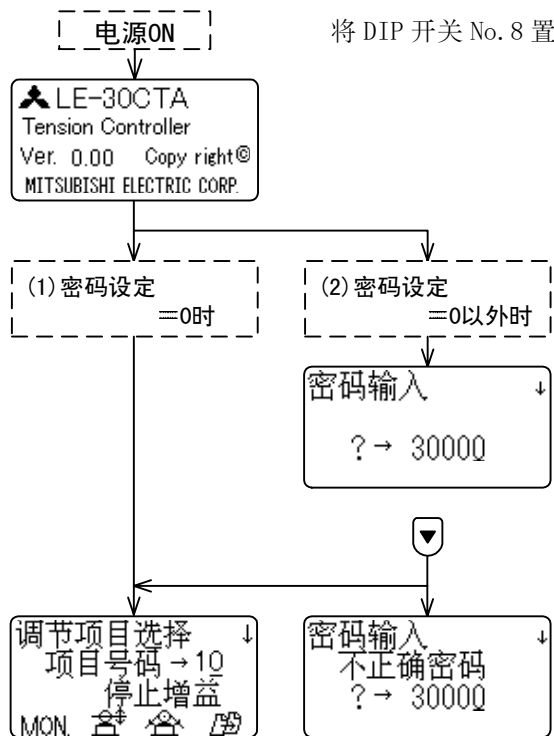 电源ON
将 DIP 开关 No. 8 置
LE-30CTA
Tension Controller
Ver. 0.00 Copy right©
MITSUBISHI ELECTRIC CORP.
(1) 密码设定
=0时
(2) 密码设定
=0以外时
密码输入 ↓
?→ 30000
▼
调节项目选择 ↓
项目号码→10
停止增益
MON.
密码输入 ↓
不正确密码
?→ 30000